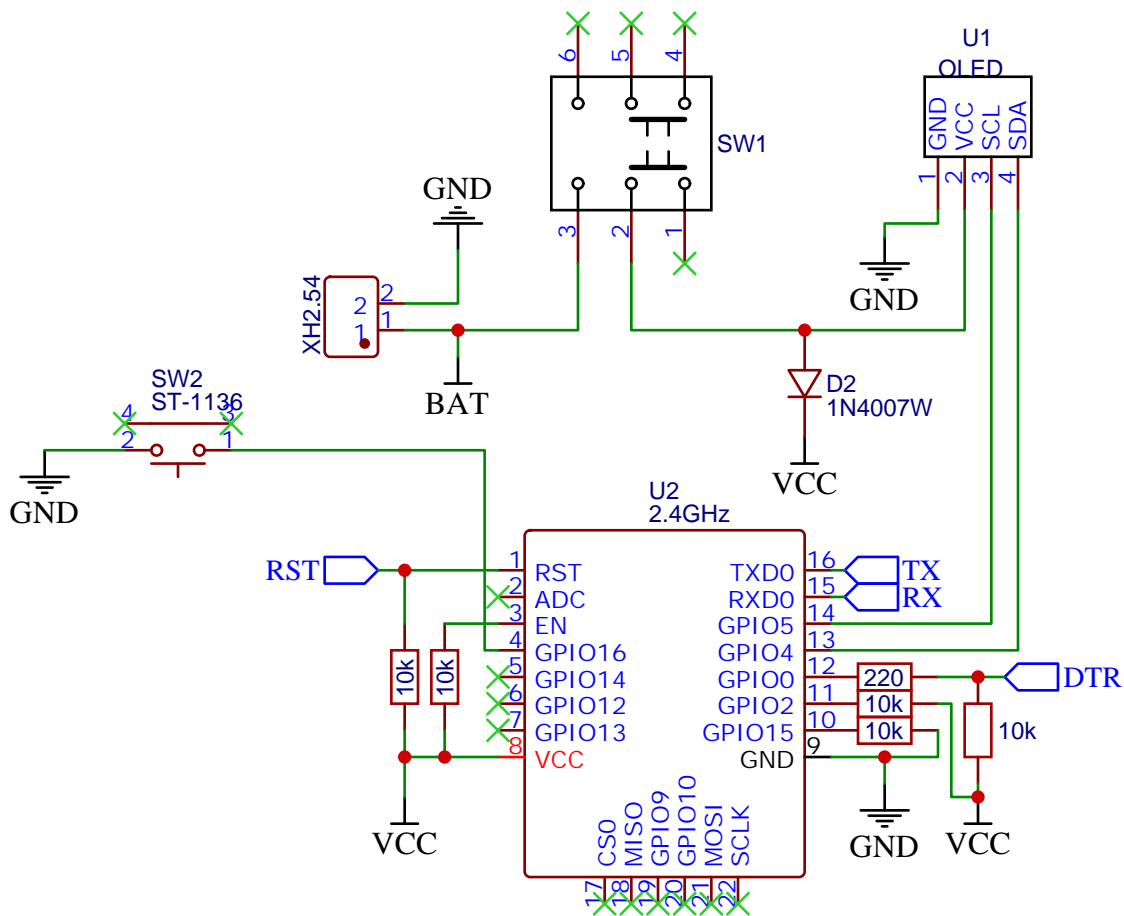 6
5
4
SW1
3
2
1
U1
OLED
GND
VCC
SCL
SDA
1
2
3
4
GND
GND
XH2.54
2
1
2
1
BAT
D2
1N4007W
VCC
SW2
ST-1136
4
3
2
1
GND
U2
2.4GHz
RST
1
RST
2
ADC
3
EN
4
GPIO16
5
GPIO14
6
GPIO12
7
GPIO13
8
VCC
10k
10k
VCC
TXD0
16
TX
RXD0
15
RX
GPIO5
14
GPIO4
13
GPIO0
12
220
DTR
GPIO2
11
10k
GPIO15
10
10k
10k
GND
9
GND
VCC
CS0
MISO
GPIO9
GPIO10
MOSI
SCLK
17
18
19
20
21
22